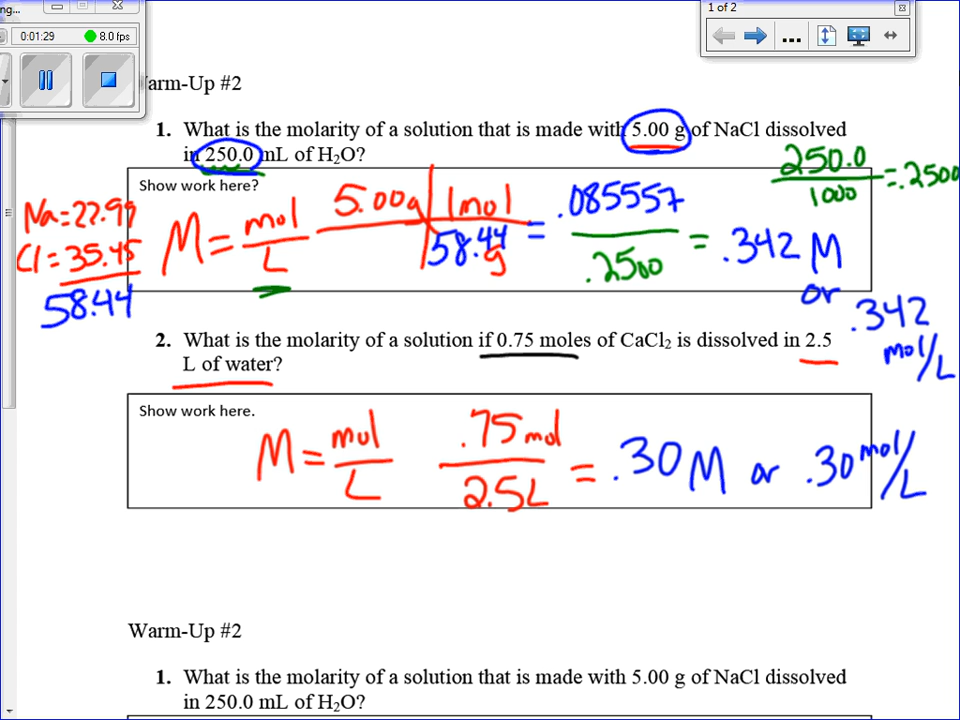 ng...
1 of 2
0:01:29 8.0 fps
...
arm-Up #2
1. What is the molarity of a solution that is made with 5.00 g of NaCl dissolved
in 250.0 mL of H₂O?
250.0
1000
=.2500
Show work here?
Na=22.99
Cl=35.45
58.44
M= mol
L
5.00g 1mol
58.44
g
= .085557
.2500
= .342 M
or
.342
mol/L
2. What is the molarity of a solution if 0.75 moles of CaCl₂ is dissolved in 2.5
L of water?
Show work here.
M= mol
L
.75 mol
2.5L
= .30 M or .30 mol/L
Warm-Up #2
1. What is the molarity of a solution that is made with 5.00 g of NaCl dissolved
in 250.0 mL of H₂O?